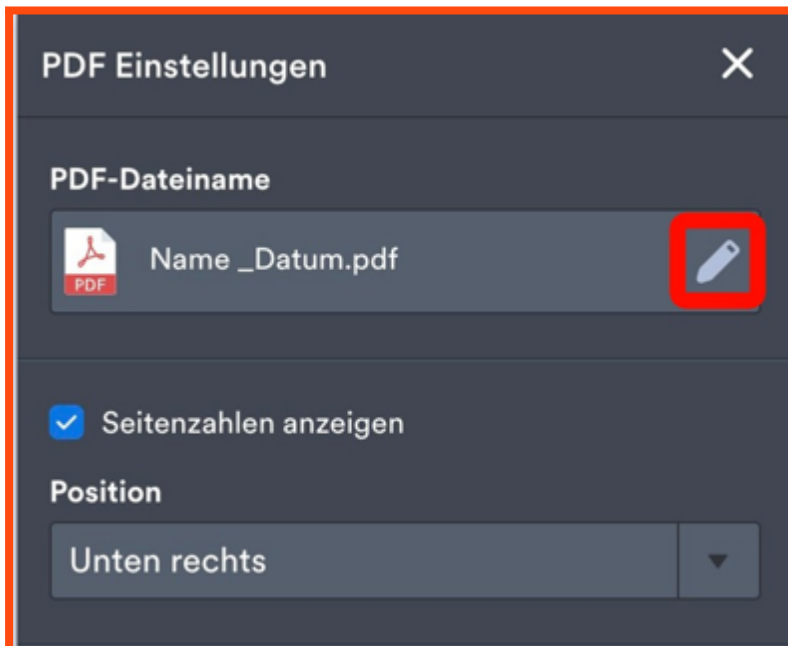 PDF Einstellungen
PDF-Dateiname
PDF
Name _Datum.pdf
Seitenzahlen anzeigen
Position
Unten rechts